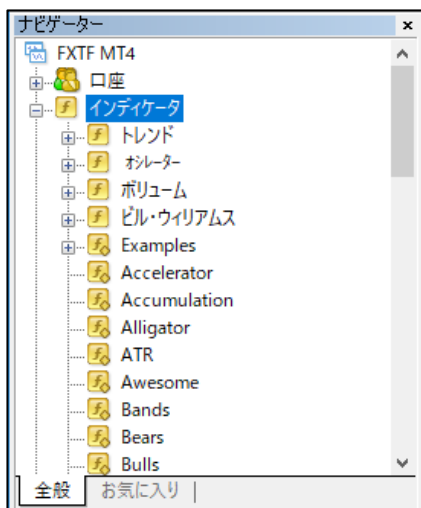 ナビゲーター
FXTF MT4
口座
インディケータ
トレンド
オシレーター
ボリューム
ビル・ウィリアムス
Examples
Accelerator
Accumulation
Alligator
ATR
Awesome
Bands
Bears
Bulls
全般 お気に入り |